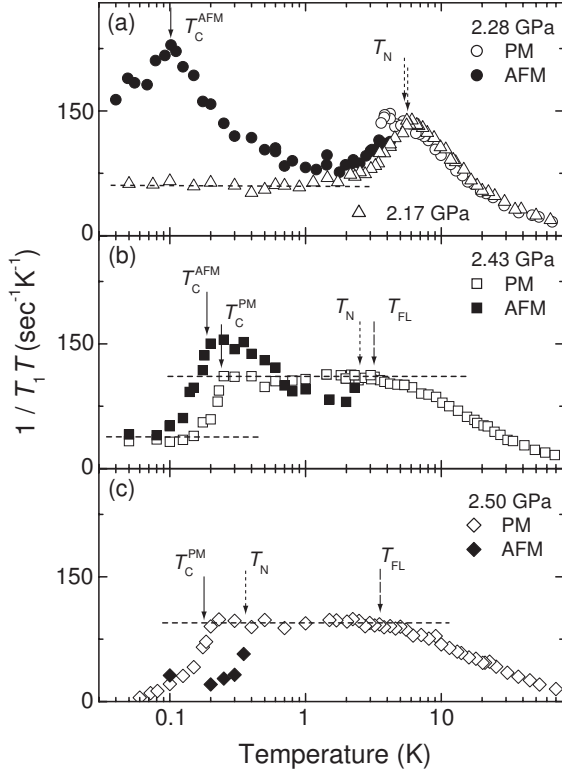 (a)
T_C^AFM
T_N
2.28 GPa
PM
AFM
150
0
2.17 GPa
(b)
T_C^AFM
T_C^PM
T_N
T_FL
2.43 GPa
PM
AFM
150
0
1 / T_1 T (sec^-1 K^-1)
(c)
T_C^PM
T_N
T_FL
2.50 GPa
PM
AFM
150
0
0.1 1 10
Temperature (K)